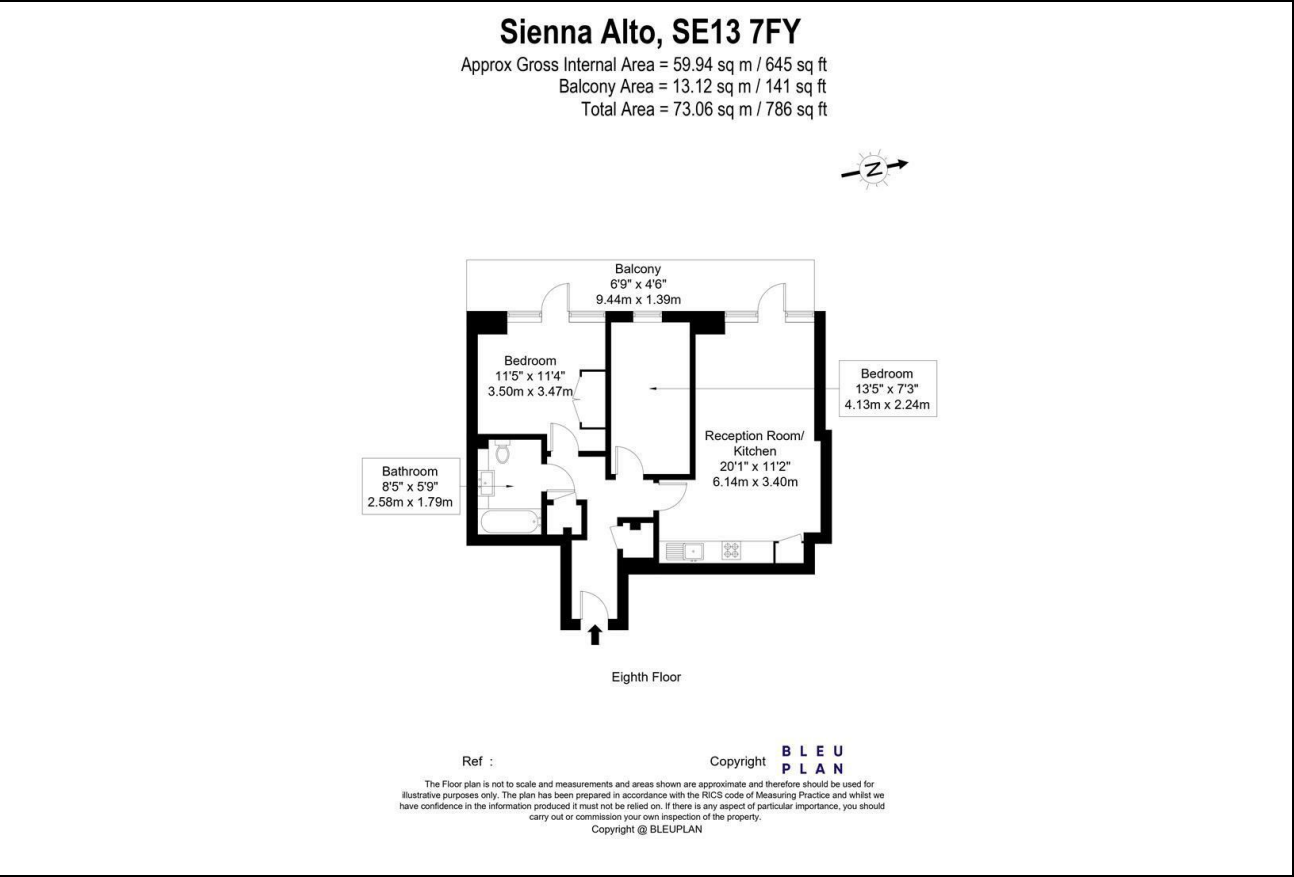 Sienna Alto, SE13 7FY
Approx Gross Internal Area = 59.94 sq m / 645 sq ft
Balcony Area = 13.12 sq m / 141 sq ft
Total Area = 73.06 sq m / 786 sq ft
N
Balcony
6'9" x 4'6"
9.44m x 1.39m
Bedroom
11'5" x 11'4"
3.50m x 3.47m
Bedroom
13'5" x 7'3"
4.13m x 2.24m
Reception Room/
Kitchen
20'1" x 11'2"
6.14m x 3.40m
Bathroom
8'5" x 5'9"
2.58m x 1.79m
Eighth Floor
Ref :
Copyright
BLEU
PLAN
The Floor plan is not to scale and measurements and areas shown are approximate and therefore should be used for
illustrative purposes only. The plan has been prepared in accordance with the RICS code of Measuring Practice and whilst we
have confidence in the information produced it must not be relied on. If there is any aspect of particular importance, you should
carry out or commission your own inspection of the property.
Copyright @ BLEUPLAN